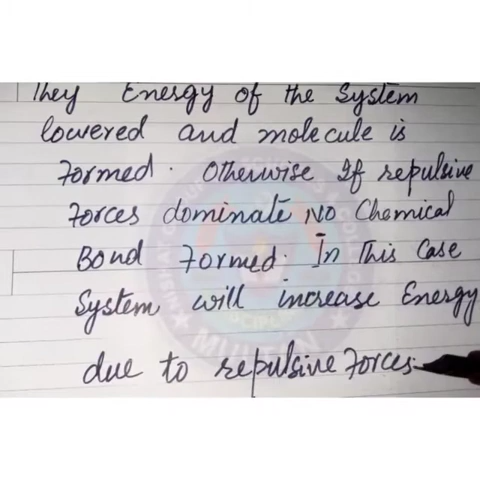 They Energy of the System
lowered and molecule is
Formed. Otherwise If repulsive
Forces dominate No Chemical
Bond Formed. In This Case
System will increase Energy
due to repulsive Forces.